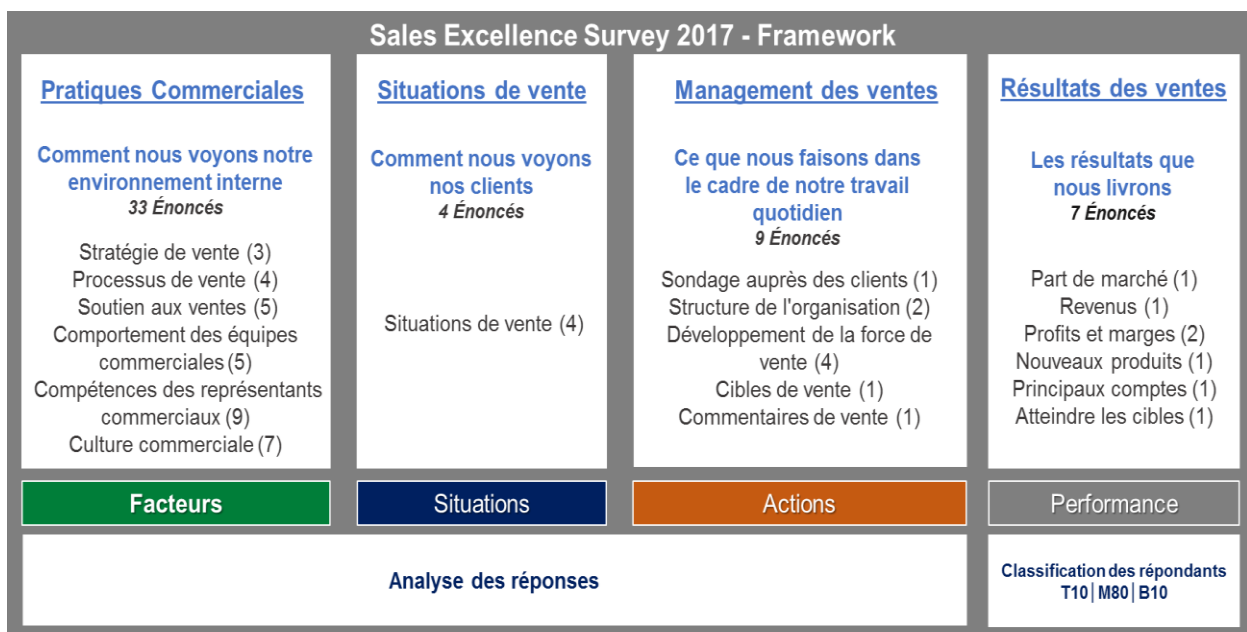 Sales Excellence Survey 2017 - Framework
Pratiques Commerciales
Comment nous voyons notre
environnement interne
33 Énoncés
Stratégie de vente (3)
Processus de vente (4)
Soutien aux ventes (5)
Comportement des équipes
commerciales (5)
Compétences des représentants
commerciaux (9)
Culture commerciale (7)
Facteurs
Situations de vente
Comment nous voyons
nos clients
4 Énoncés
Situations de vente (4)
Situations
Management des ventes
Ce que nous faisons dans
le cadre de notre travail
quotidien
9 Énoncés
Sondage auprès des clients (1)
Structure de l'organisation (2)
Développement de la force de
vente (4)
Cibles de vente (1)
Commentaires de vente (1)
Actions
Résultats des ventes
Les résultats que
nous livrons
7 Énoncés
Part de marché (1)
Revenus (1)
Profits et marges (2)
Nouveaux produits (1)
Principaux comptes (1)
Atteindre les cibles (1)
Performance
Analyse des réponses
Classification des répondants
T10│M80│B10